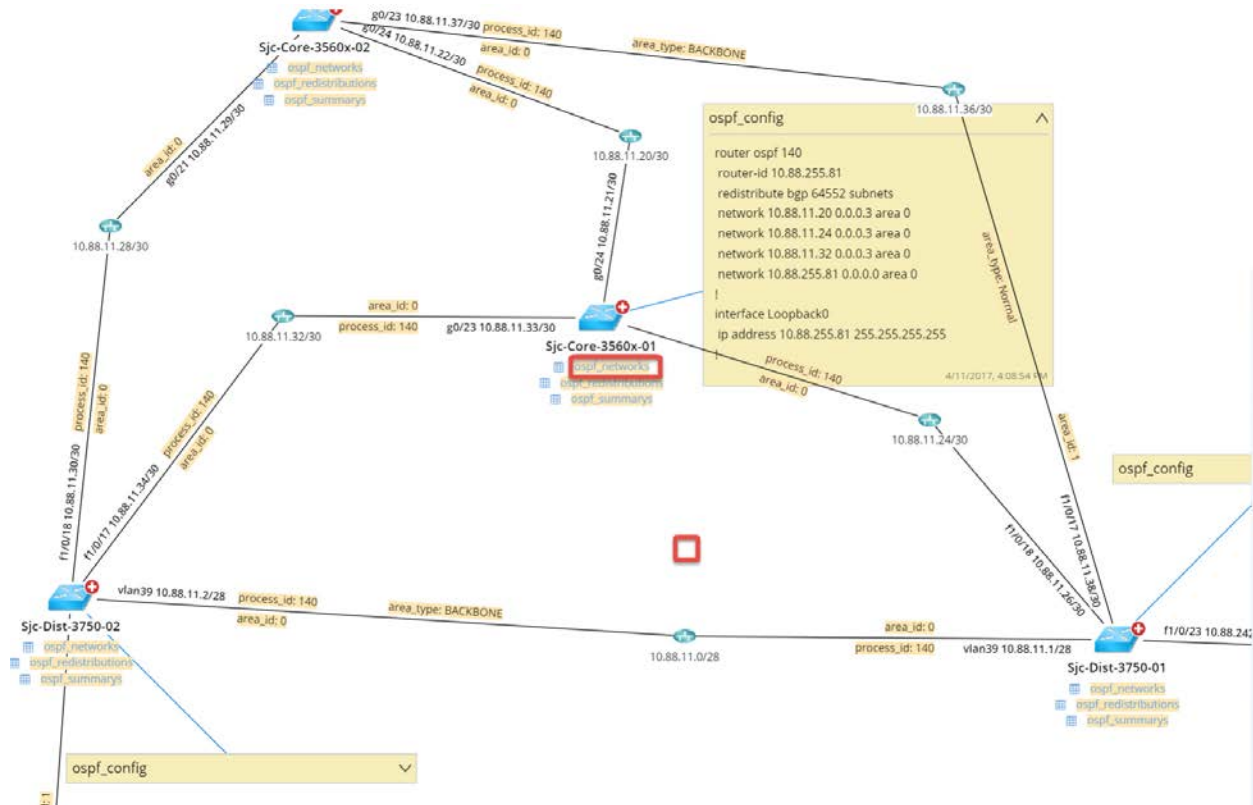 g0/23 10.88.11.37/30 process_id: 140
area_id: 0
area_type: BACKBONE
g0/24 10.88.11.22/30
process_id: 140
area_id: 0
Sjc-Core-3560x-02
ospf_networks
ospf_redistributions
ospf_summarys
area_id: 0
g0/21 10.88.11.29/30
10.88.11.28/30
10.88.11.20/30
10.88.11.36/30
g0/24 10.88.11.21/30
ospf_config
router ospf 140
router-id 10.88.255.81
redistribute bgp 64552 subnets
network 10.88.11.20 0.0.0.3 area 0
network 10.88.11.24 0.0.0.3 area 0
network 10.88.11.32 0.0.0.3 area 0
network 10.88.255.81 0.0.0.0 area 0
!
interface Loopback0
ip address 10.88.255.81 255.255.255.255
!
4/11/2017, 4:08:54 PM
area_type: Normal
area_id: 1
f1/0/17 10.88.11.38/30
area_id: 0
process_id: 140
g0/23 10.88.11.33/30
10.88.11.32/30
Sjc-Core-3560x-01
ospf_networks
ospf_redistributions
ospf_summarys
process_id: 140
area_id: 0
10.88.11.24/30
f1/0/18 10.88.11.26/30
process_id: 140
area_id: 0
f1/0/18 10.88.11.30/30
process_id: 140
area_id: 0
f1/0/17 10.88.11.34/30
ospf_config
vlan39 10.88.11.2/28 process_id: 140
area_id: 0
area_type: BACKBONE
10.88.11.0/28
area_id: 0
process_id: 140
vlan39 10.88.11.1/28
f1/0/23 10.88.242
Sjc-Dist-3750-02
ospf_networks
ospf_redistributions
ospf_summarys
Sjc-Dist-3750-01
ospf_networks
ospf_redistributions
ospf_summarys
ospf_config